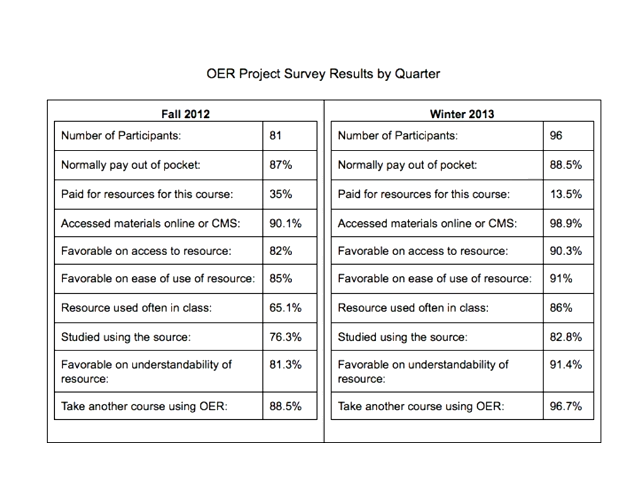 OER Project Survey Results by Quarter
Fall 2012
Number of Participants: 81
Normally pay out of pocket: 87%
Paid for resources for this course: 35%
Accessed materials online or CMS: 90.1%
Favorable on access to resource: 82%
Favorable on ease of use of resource: 85%
Resource used often in class: 65.1%
Studied using the source: 76.3%
Favorable on understandability of 81.3%
resource:
Take another course using OER: 88.5%
Winter 2013
Number of Participants: 96
Normally pay out of pocket: 88.5%
Paid for resources for this course: 13.5%
Accessed materials online or CMS: 98.9%
Favorable on access to resource: 90.3%
Favorable on ease of use of resource: 91%
Resource used often in class: 86%
Studied using the source: 82.8%
Favorable on understandability of 91.4%
resource:
Take another course using OER: 96.7%